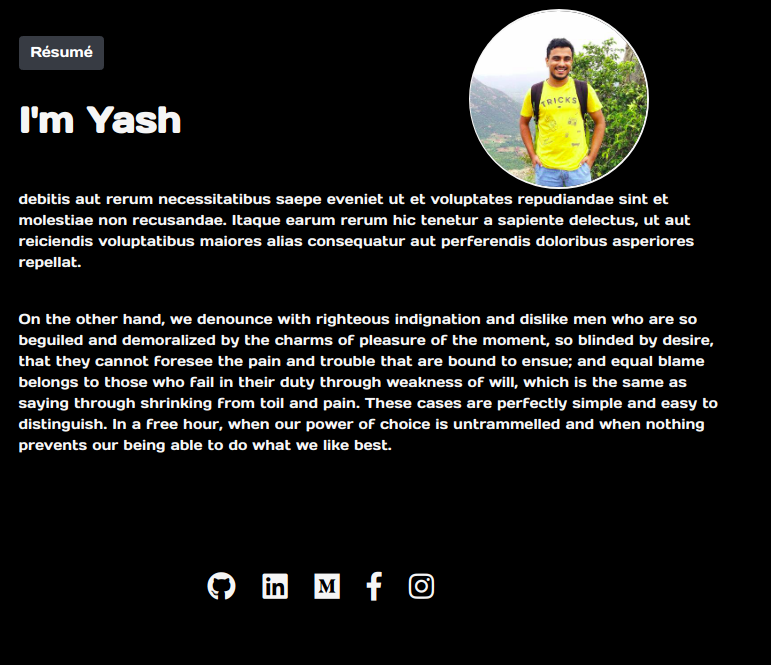 Résumé
I'm Yash
TRICKS
debitis aut rerum necessitatibus saepe eveniet ut et voluptates repudiandae sint et
molestiae non recusandae. Itaque earum rerum hic tenetur a sapiente delectus, ut aut
reiciendis voluptatibus maiores alias consequatur aut perferendis doloribus asperiores
repellat.
On the other hand, we denounce with righteous indignation and dislike men who are so
beguiled and demoralized by the charms of pleasure of the moment, so blinded by desire,
that they cannot foresee the pain and trouble that are bound to ensue; and equal blame
belongs to those who fail in their duty through weakness of will, which is the same as
saying through shrinking from toil and pain. These cases are perfectly simple and easy to
distinguish. In a free hour, when our power of choice is untrammelled and when nothing
prevents our being able to do what we like best.
in M f